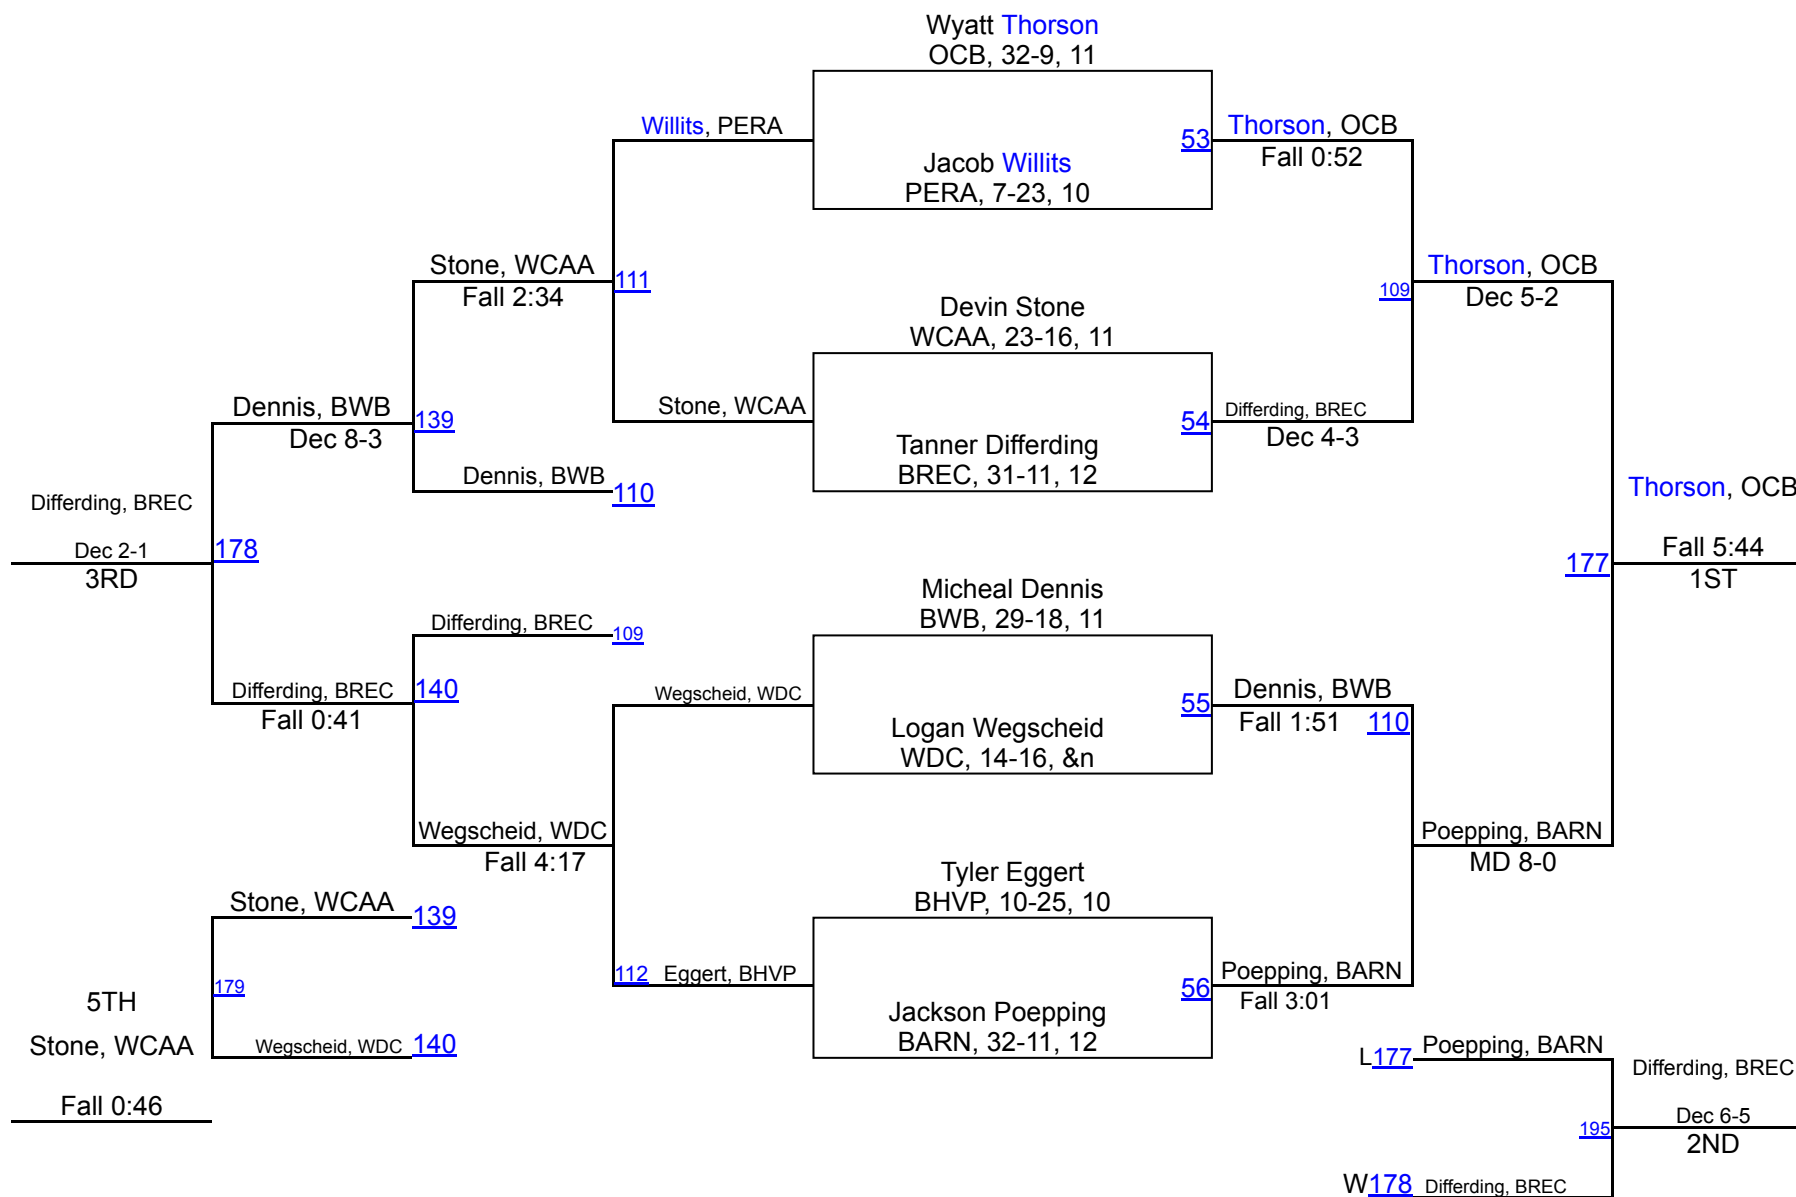 Wyatt Thorson
OCB, 32-9, 11
Willits, PERA
53
Thorson, OCB
Fall 0:52
Jacob Willits
PERA, 7-23, 10
Stone, WCAA
Fall 2:34
111
109
Thorson, OCB
Dec 5-2
Devin Stone
WCAA, 23-16, 11
Dennis, BWB
Dec 8-3
139
Stone, WCAA
54
Differding, BREC
Dec 4-3
Tanner Differding
BREC, 31-11, 12
Dennis, BWB
110
Differding, BREC
Dec 2-1
3RD
178
Thorson, OCB
177
Fall 5:44
1ST
Micheal Dennis
BWB, 29-18, 11
Differding, BREC
109
Differding, BREC
Fall 0:41
140
Wegscheid, WDC
55
Dennis, BWB
Fall 1:51
110
Logan Wegscheid
WDC, 14-16, &n
Wegscheid, WDC
Fall 4:17
Poepping, BARN
MD 8-0
Tyler Eggert
BHVP, 10-25, 10
Stone, WCAA
139
112
Eggert, BHVP
56
Poepping, BARN
Fall 3:01
Jackson Poepping
BARN, 32-11, 12
179
5TH
Stone, WCAA
Wegscheid, WDC
140
Fall 0:46
L177
Poepping, BARN
Differding, BREC
195
Dec 6-5
2ND
W178
Differding, BREC